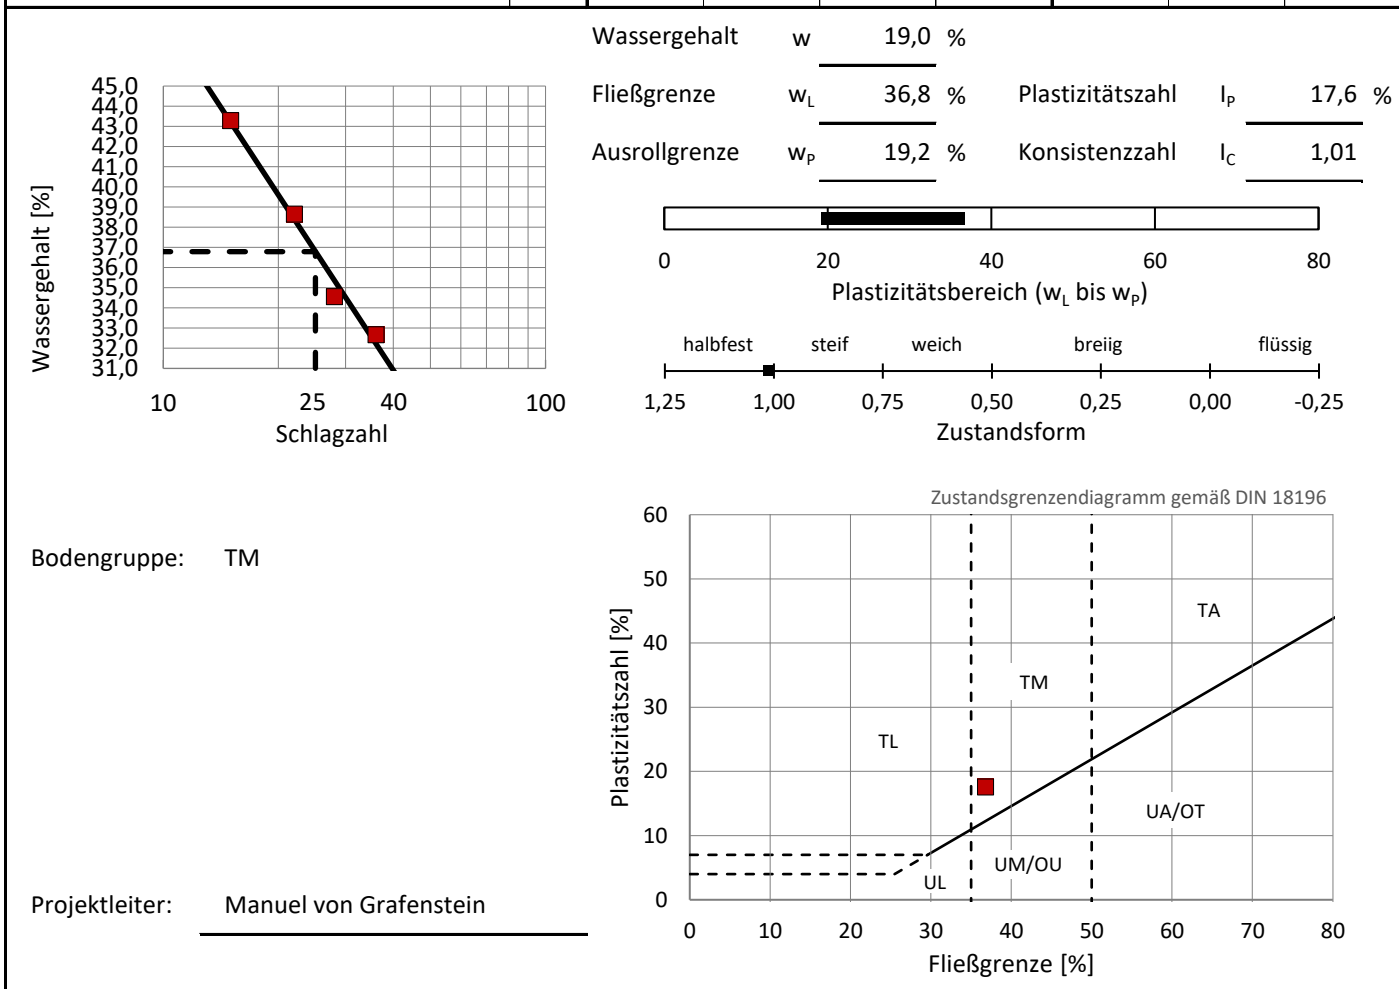 Wassergehalt w 19,0 %
Fließgrenze wL 36,8 % Plastizitätszahl IP 17,6 %
Ausrollgrenze wP 19,2 % Konsistenzzahl IC 1,01
45,0
44,0
43,0
42,0
41,0
40,0
39,0
38,0
37,0
36,0
35,0
34,0
33,0
32,0
31,0
Wassergehalt [%]
10 25 40 100
Schlagzahl
0 20 40 60 80
Plastizitätsbereich (wL bis wP)
halbfest steif weich breiig flüssig
1,25 1,00 0,75 0,50 0,25 0,00 -0,25
Zustandsform
Bodengruppe: TM
Zustandsgrenzendiagramm gemäß DIN 18196
60
50
40
30
20
10
0
Plastizitätszahl [%]
TA
TM
TL
UA/OT
UM/OU
UL
0 10 20 30 40 50 60 70 80
Fließgrenze [%]
Projektleiter: Manuel von Grafenstein